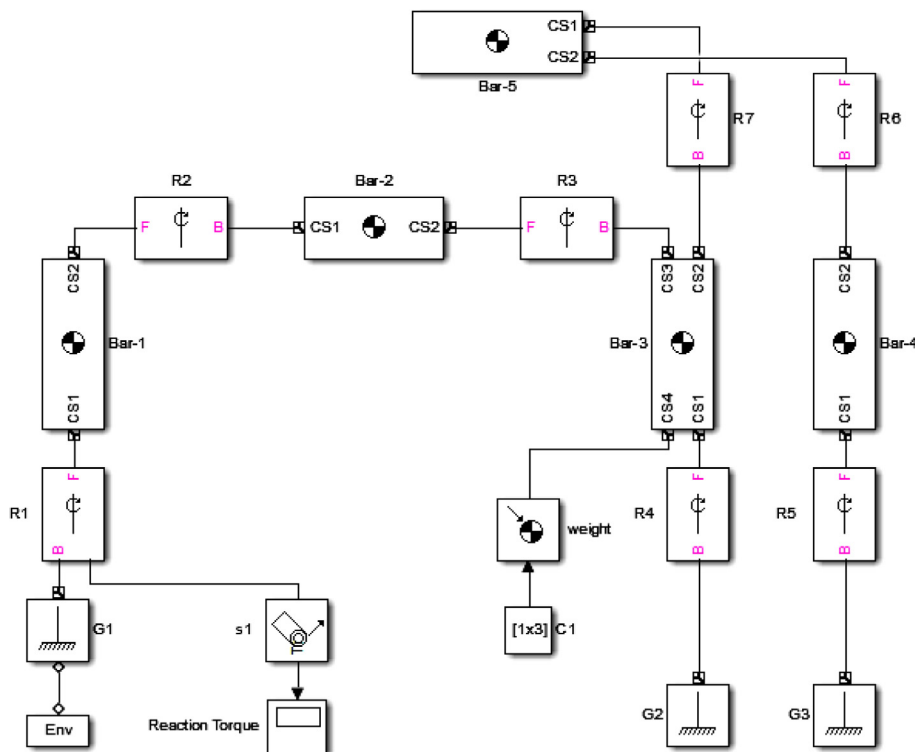 CS1
CS2
Bar-5
F
R7
B
F
R6
B
R2
F
B
Bar-2
CS1
CS2
R3
F
B
CS2
Bar-1
CS1
CS3
CS2
Bar-3
CS4
CS1
CS2
Bar-4
CS1
R1
F
B
weight
R4
F
B
R5
F
B
G1
s1
[1x3]
C1
Env
Reaction Torque
G2
G3